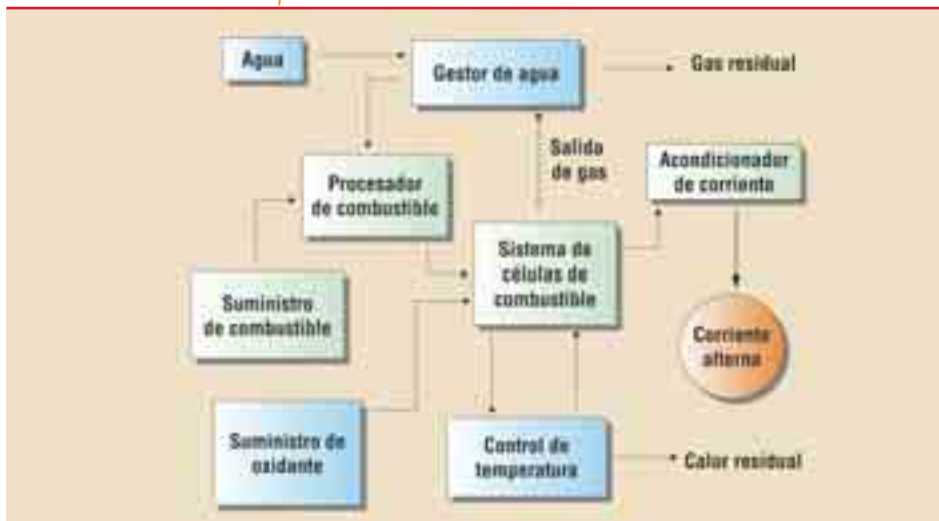 Agua
Gestor de agua
Gas residual
Salida
de gas
Acondicionador
de corriente
Procesador
de combustible
Sistema de
células de
combustible
Suministro
de combustible
Corriente
alterna
Suministro de
oxidante
Control de
temperatura
Calor residual